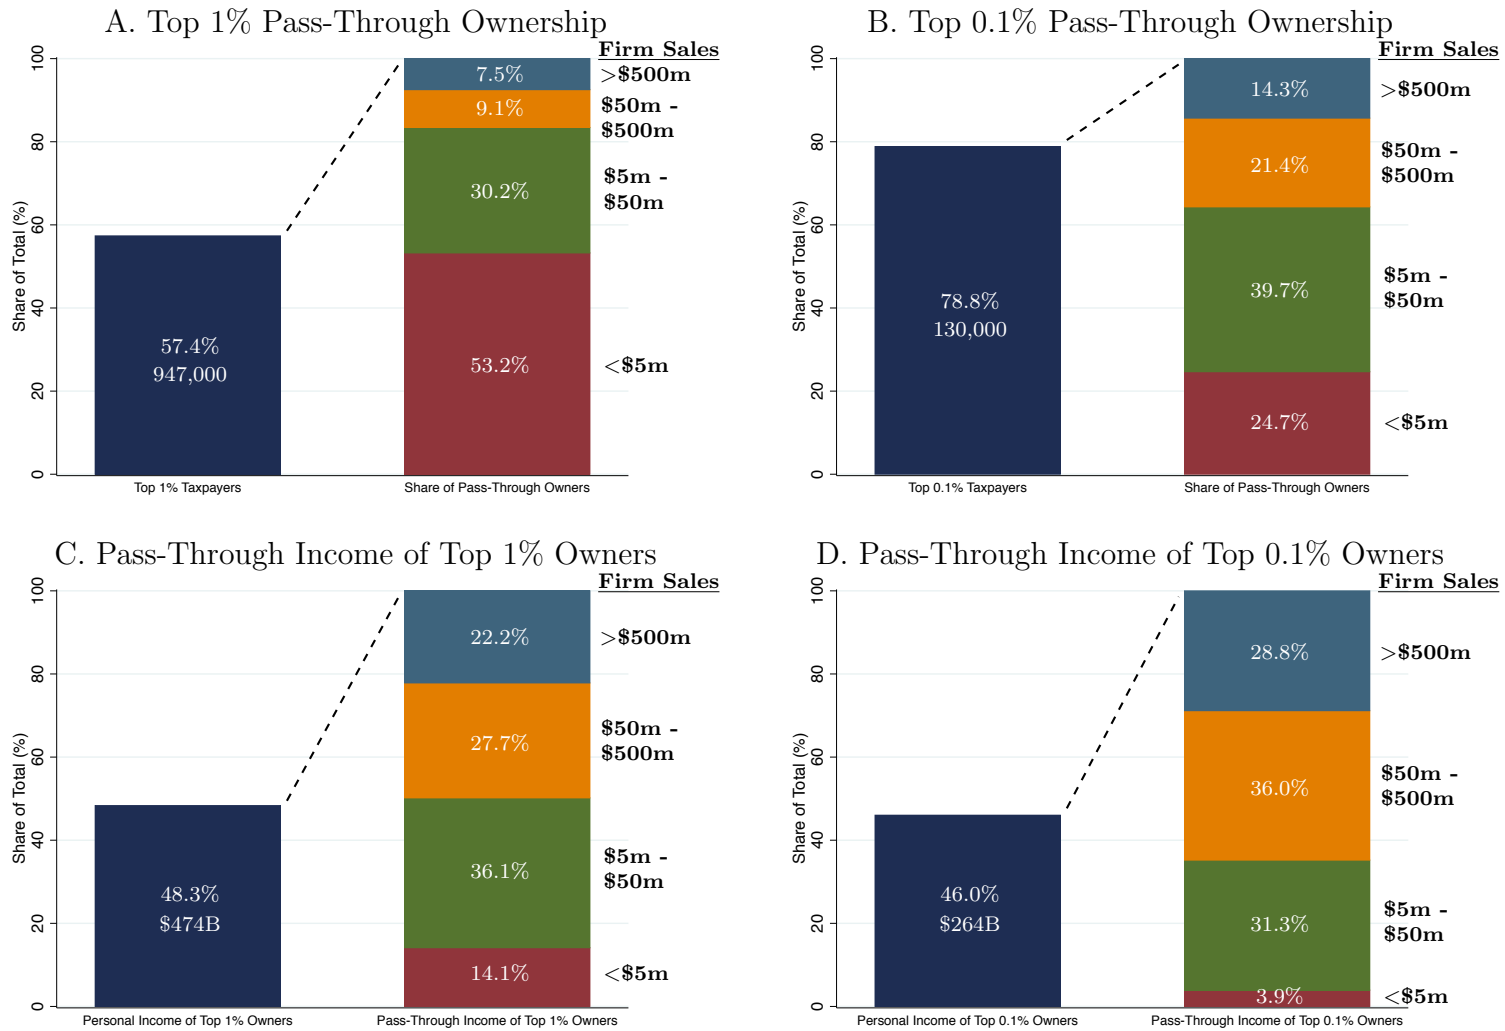 A. Top 1% Pass-Through Ownership
Firm Sales
Share of Total (%)
100
80
60
40
20
0
57.4%
947,000
7.5%
9.1%
30.2%
53.2%
>$500m
$50m -
$500m
$5m -
$50m
<$5m
Top 1% Taxpayers
Share of Pass-Through Owners
B. Top 0.1% Pass-Through Ownership
Firm Sales
Share of Total (%)
100
80
60
40
20
0
78.8%
130,000
14.3%
21.4%
39.7%
24.7%
>$500m
$50m -
$500m
$5m -
$50m
<$5m
Top 0.1% Taxpayers
Share of Pass-Through Owners
C. Pass-Through Income of Top 1% Owners
Firm Sales
Share of Total (%)
100
80
60
40
20
0
48.3%
$474B
22.2%
27.7%
36.1%
14.1%
>$500m
$50m -
$500m
$5m -
$50m
<$5m
Personal Income of Top 1% Owners
Pass-Through Income of Top 1% Owners
D. Pass-Through Income of Top 0.1% Owners
Firm Sales
Share of Total (%)
100
80
60
40
20
0
46.0%
$264B
28.8%
36.0%
31.3%
3.9%
>$500m
$50m -
$500m
$5m -
$50m
<$5m
Personal Income of Top 0.1% Owners
Pass-Through Income of Top 0.1% Owners